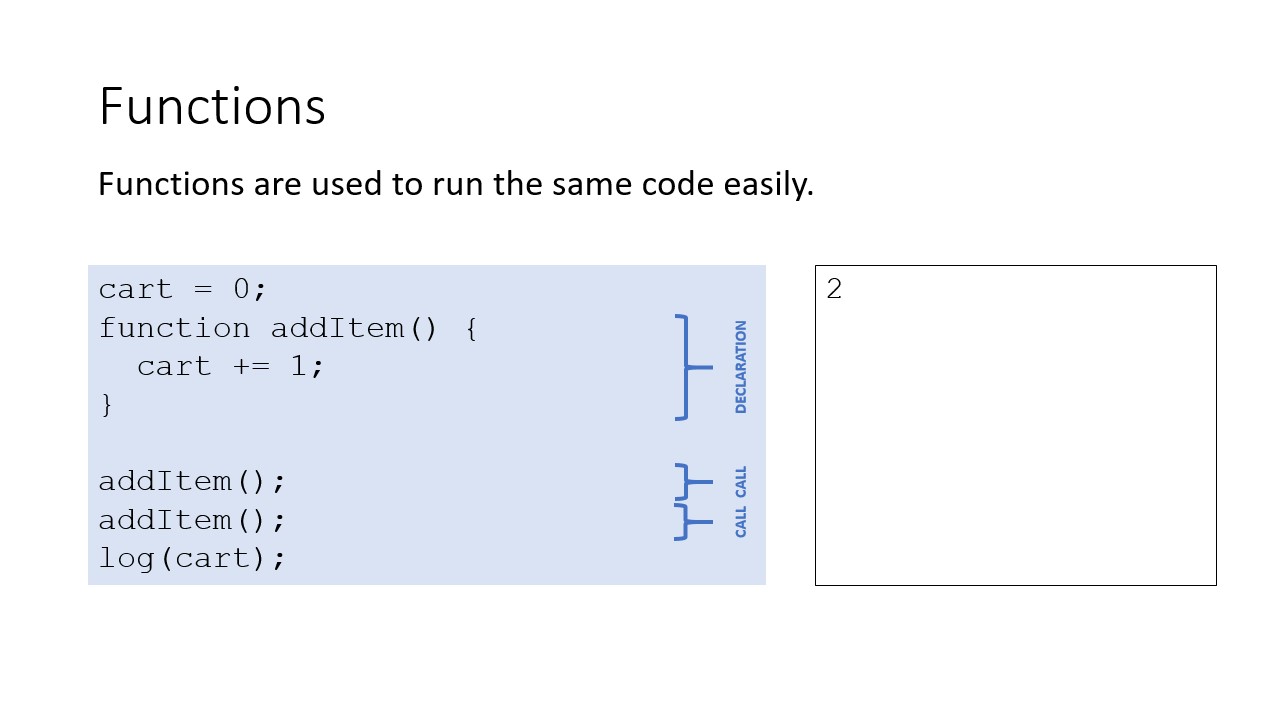 Functions
Functions are used to run the same code easily.
cart = 0;
function addItem() {
  cart += 1;
}
addItem();
addItem();
log(cart);
DECLARATION
CALL
CALL
2